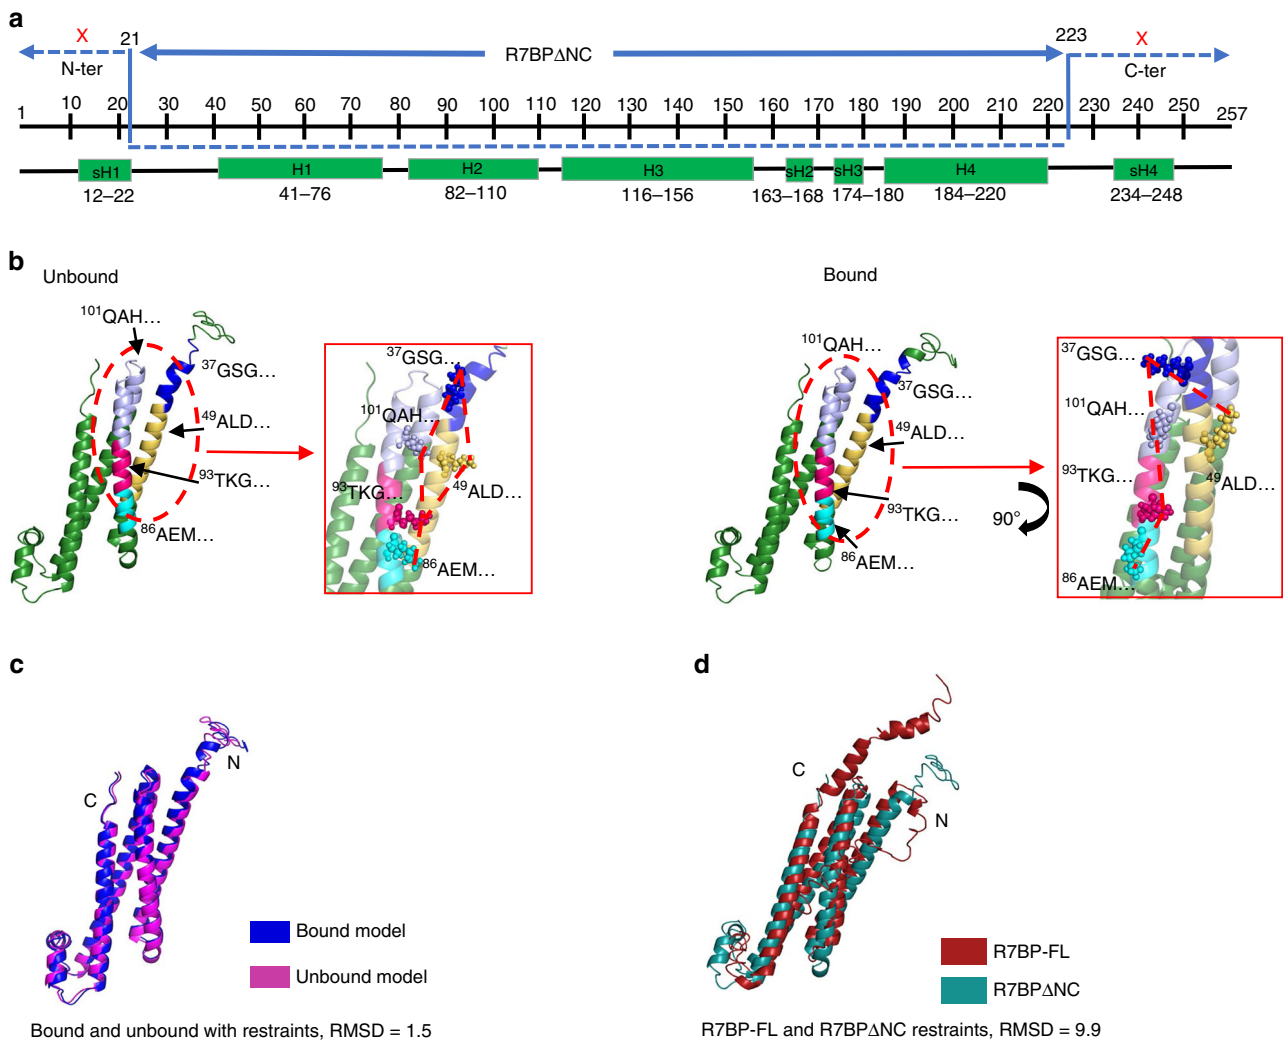 a
X 21 R7BPΔNC 223 X
N-ter C-ter
1 10 20 30 40 50 60 70 80 90 100 110 120 130 140 150 160 170 180 190 200 210 220 230 240 250 257
sH1 H1 H2 H3 sH2 sH3 H4 sH4
12–22 41–76 82–110 116–156 163–168 174–180 184–220 234–248
b
Unbound
101QAH…
37GSG…
49ALD…
93TKG…
86AEM…
37GSG…
101QAH…
93TKG…
49ALD…
86AEM…
Bound
101QAH…
37GSG…
49ALD…
93TKG…
86AEM…
90°
37GSG…
101QAH…
93TKG…
49ALD…
86AEM…
c
N
C
Bound model
Unbound model
Bound and unbound with restraints, RMSD = 1.5
d
C
N
R7BP-FL
R7BPΔNC
R7BP-FL and R7BPΔNC restraints, RMSD = 9.9